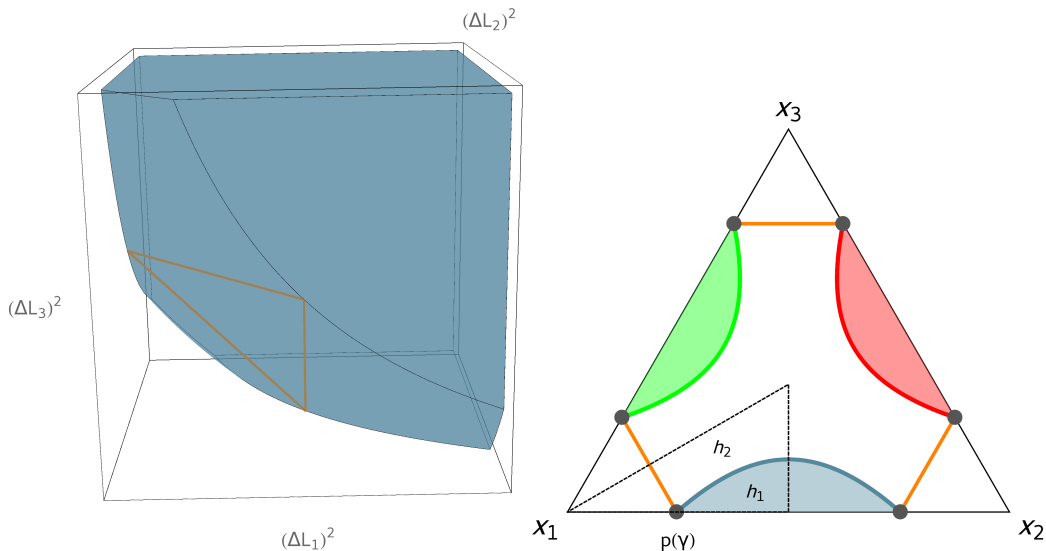 (ΔL₂)²
(ΔL₃)²
(ΔL₁)²
x₃
h₂
h₁
x₁
x₂
p(γ)